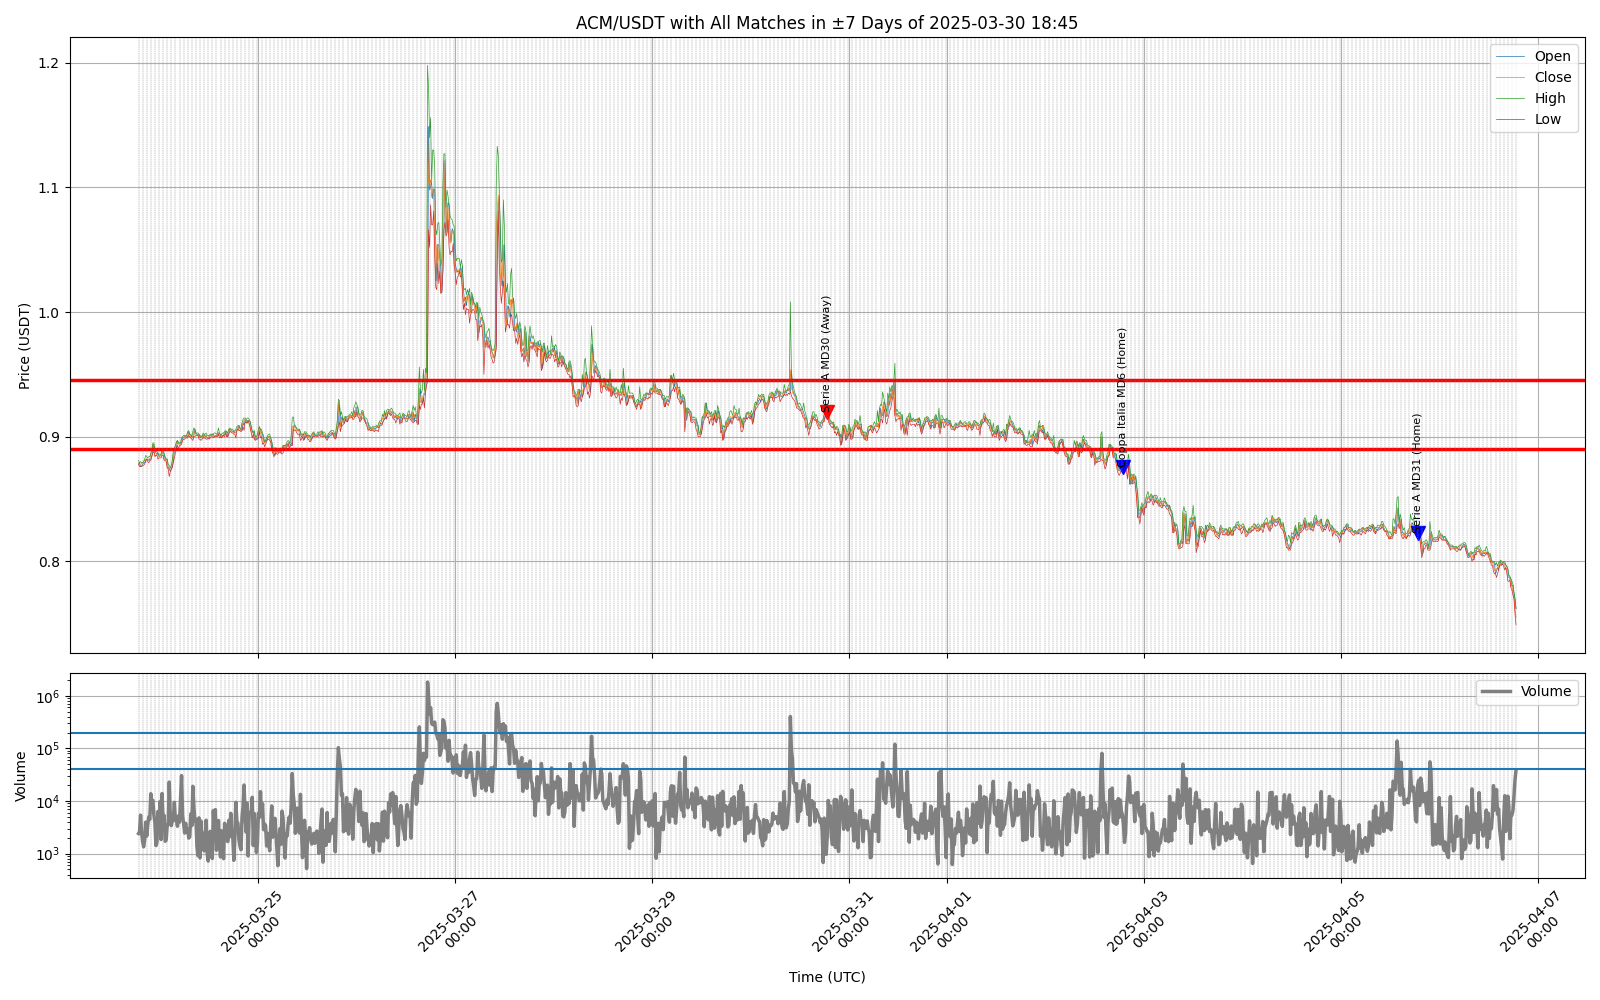 ACM/USDT with All Matches in ±7 Days of 2025-03-30 18:45
Price (USDT)
1.2
1.1
1.0
0.9
0.8
Open
Close
High
Low
Serie A MD30 (Away)
Coppa Italia MD6 (Home)
Serie A MD31 (Home)
Volume
10⁶
10⁵
10⁴
10³
Volume
2025-03-25
00:00
2025-03-27
00:00
2025-03-29
00:00
2025-03-31
00:00
2025-04-01
00:00
2025-04-03
00:00
2025-04-05
00:00
2025-04-07
00:00
Time (UTC)